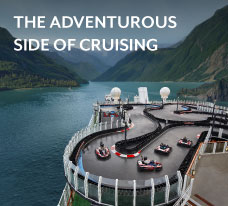 THE ADVENTUROUS
SIDE OF CRUISING